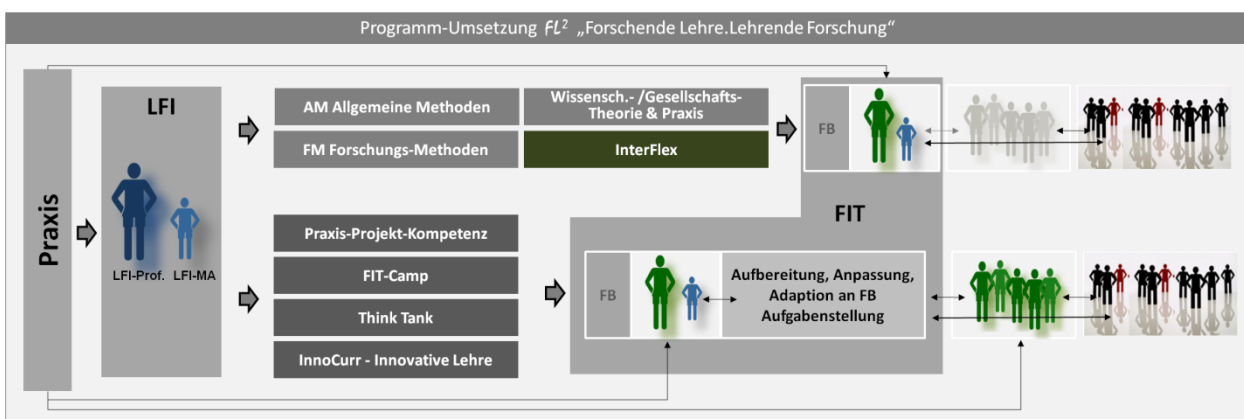 Programm-Umsetzung FL² „Forschende Lehre.Lehrende Forschung“
Praxis
LFI
LFI-Prof. LFI-MA
AM Allgemeine Methoden
FM Forschungs-Methoden
Wissensch.- /Gesellschafts-
Theorie & Praxis
InterFlex
FB
FIT
Praxis-Projekt-Kompetenz
FIT-Camp
Think Tank
InnoCurr - Innovative Lehre
FB
Aufbereitung, Anpassung,
Adaption an FB
Aufgabenstellung